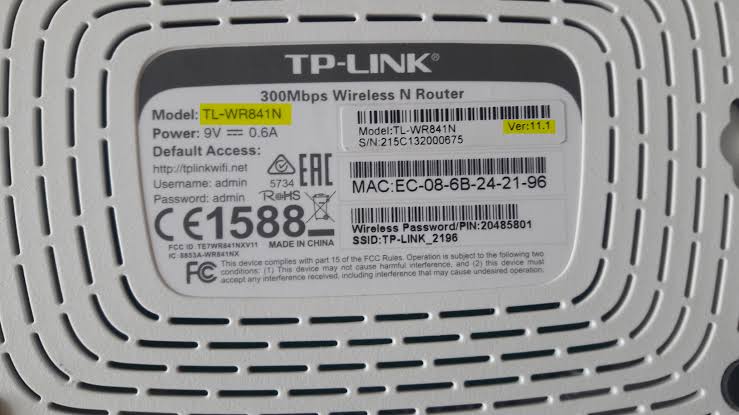 TP-LINK®
300Mbps Wireless N Router
Model: TL-WR841N
Power: 9V ⎓ 0.6A
Default Access:
http://tplinkwifi.net
Username: admin
Password: admin
5734
EAC
RoHS
CE1588
MADE IN CHINA
FCC ID: TE7WR841NXV11
IC: 8853A-WR841NX
Model:TL-WR841N
Ver:11.1
S/N:215C132000675
MAC:EC-08-6B-24-21-96
Wireless Password/PIN:20485801
SSID:TP-LINK_2196
FC
This device complies with part 15 of the FCC Rules. Operation is subject to the following two
conditions: (1) This device may not cause harmful interference, and (2) this device must
accept any interference received, including interference that may cause undesired operation.